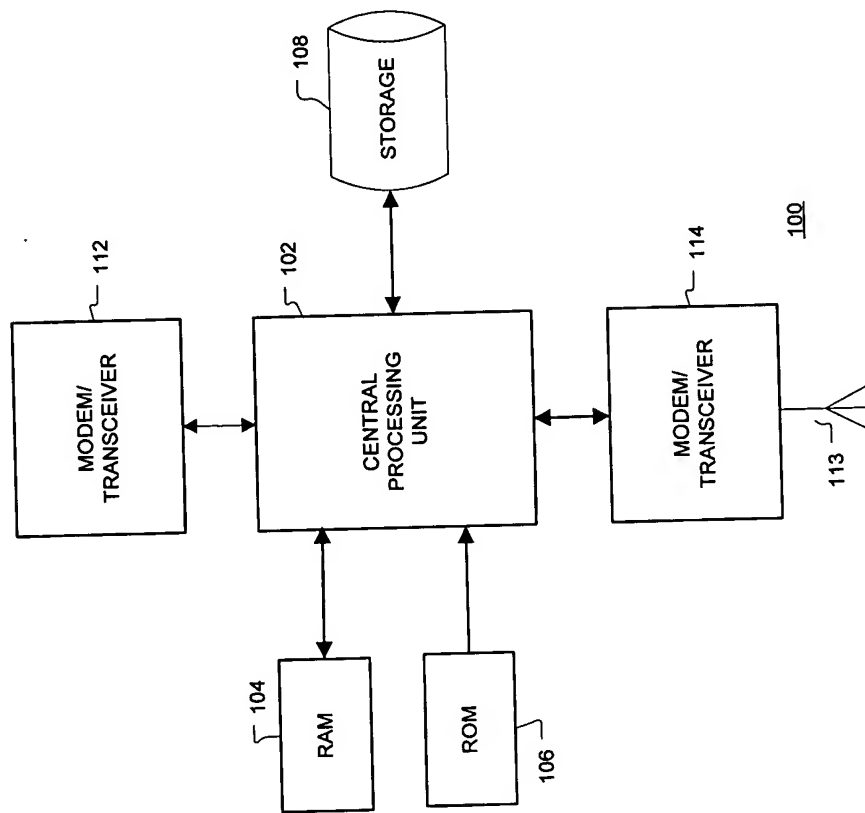 112
MODEM/
TRANSCEIVER
108
STORAGE
102
CENTRAL
PROCESSING
UNIT
104
RAM
ROM
106
114
MODEM/
TRANSCEIVER
113
100